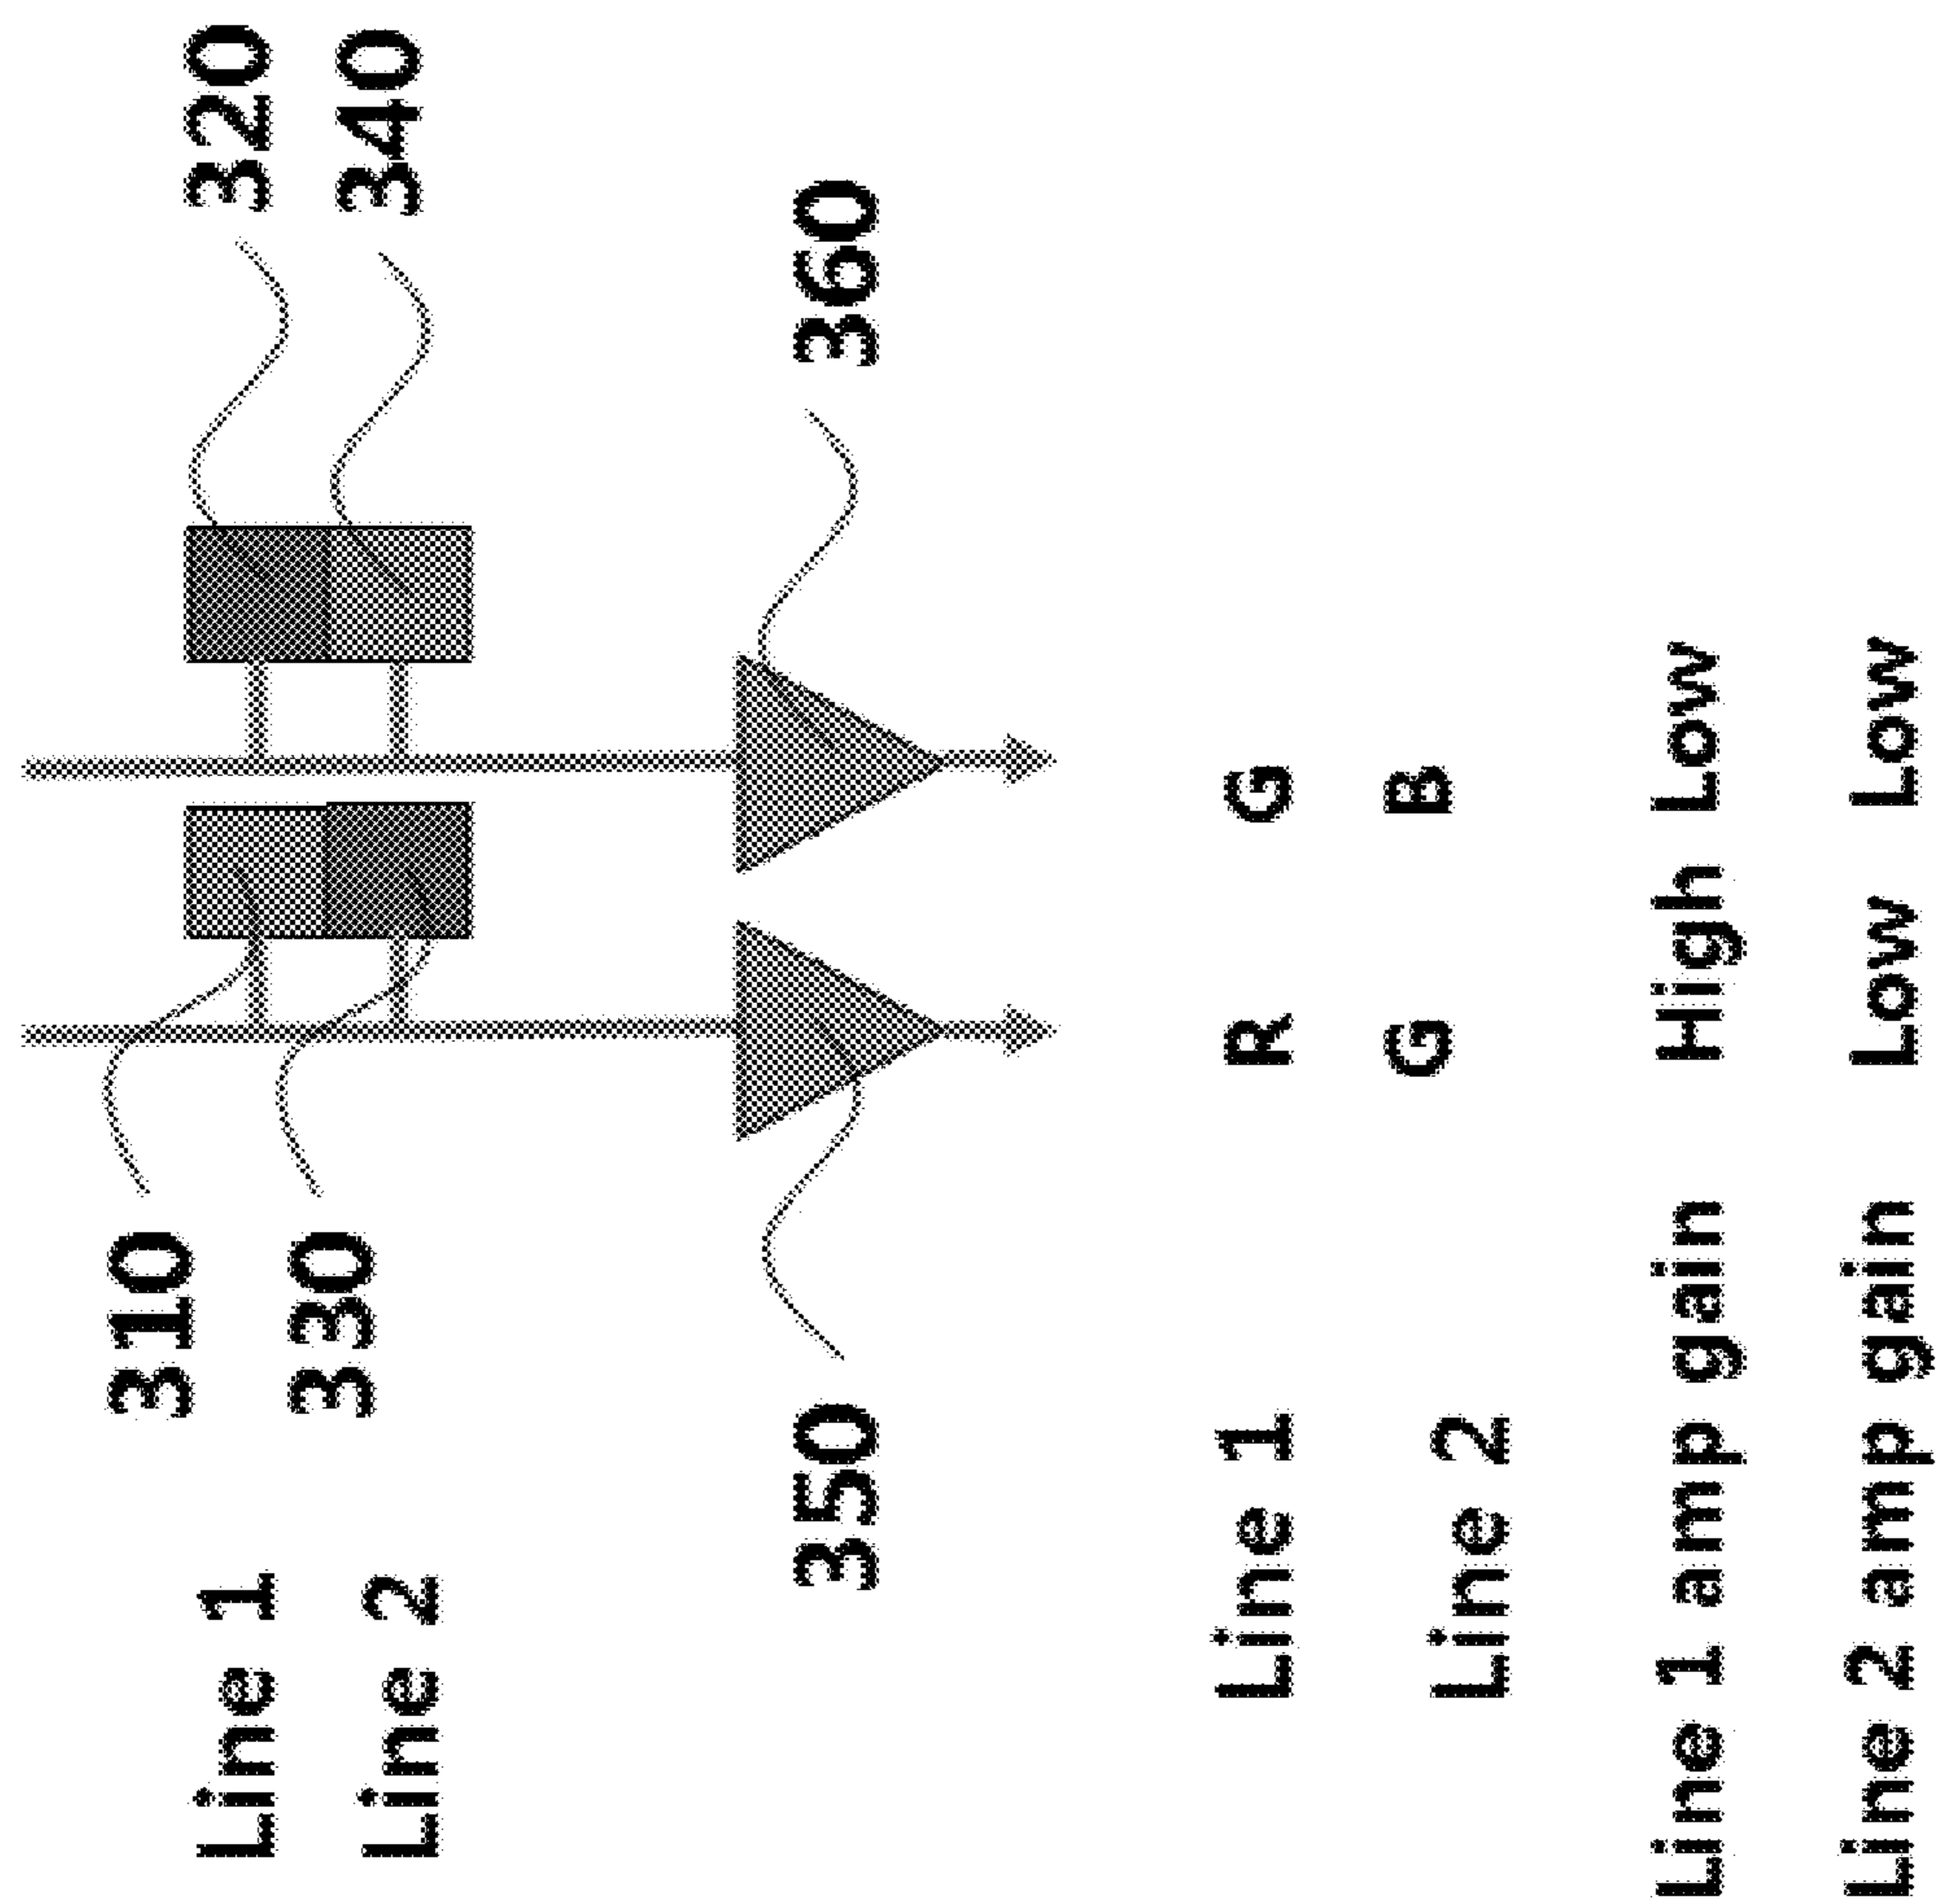 Line 1 310 320
Line 2 330 340
350 360
Line 1 R G
Line 2 G B
Line 1 amp gain High Low
Line 2 amp gain Low Low